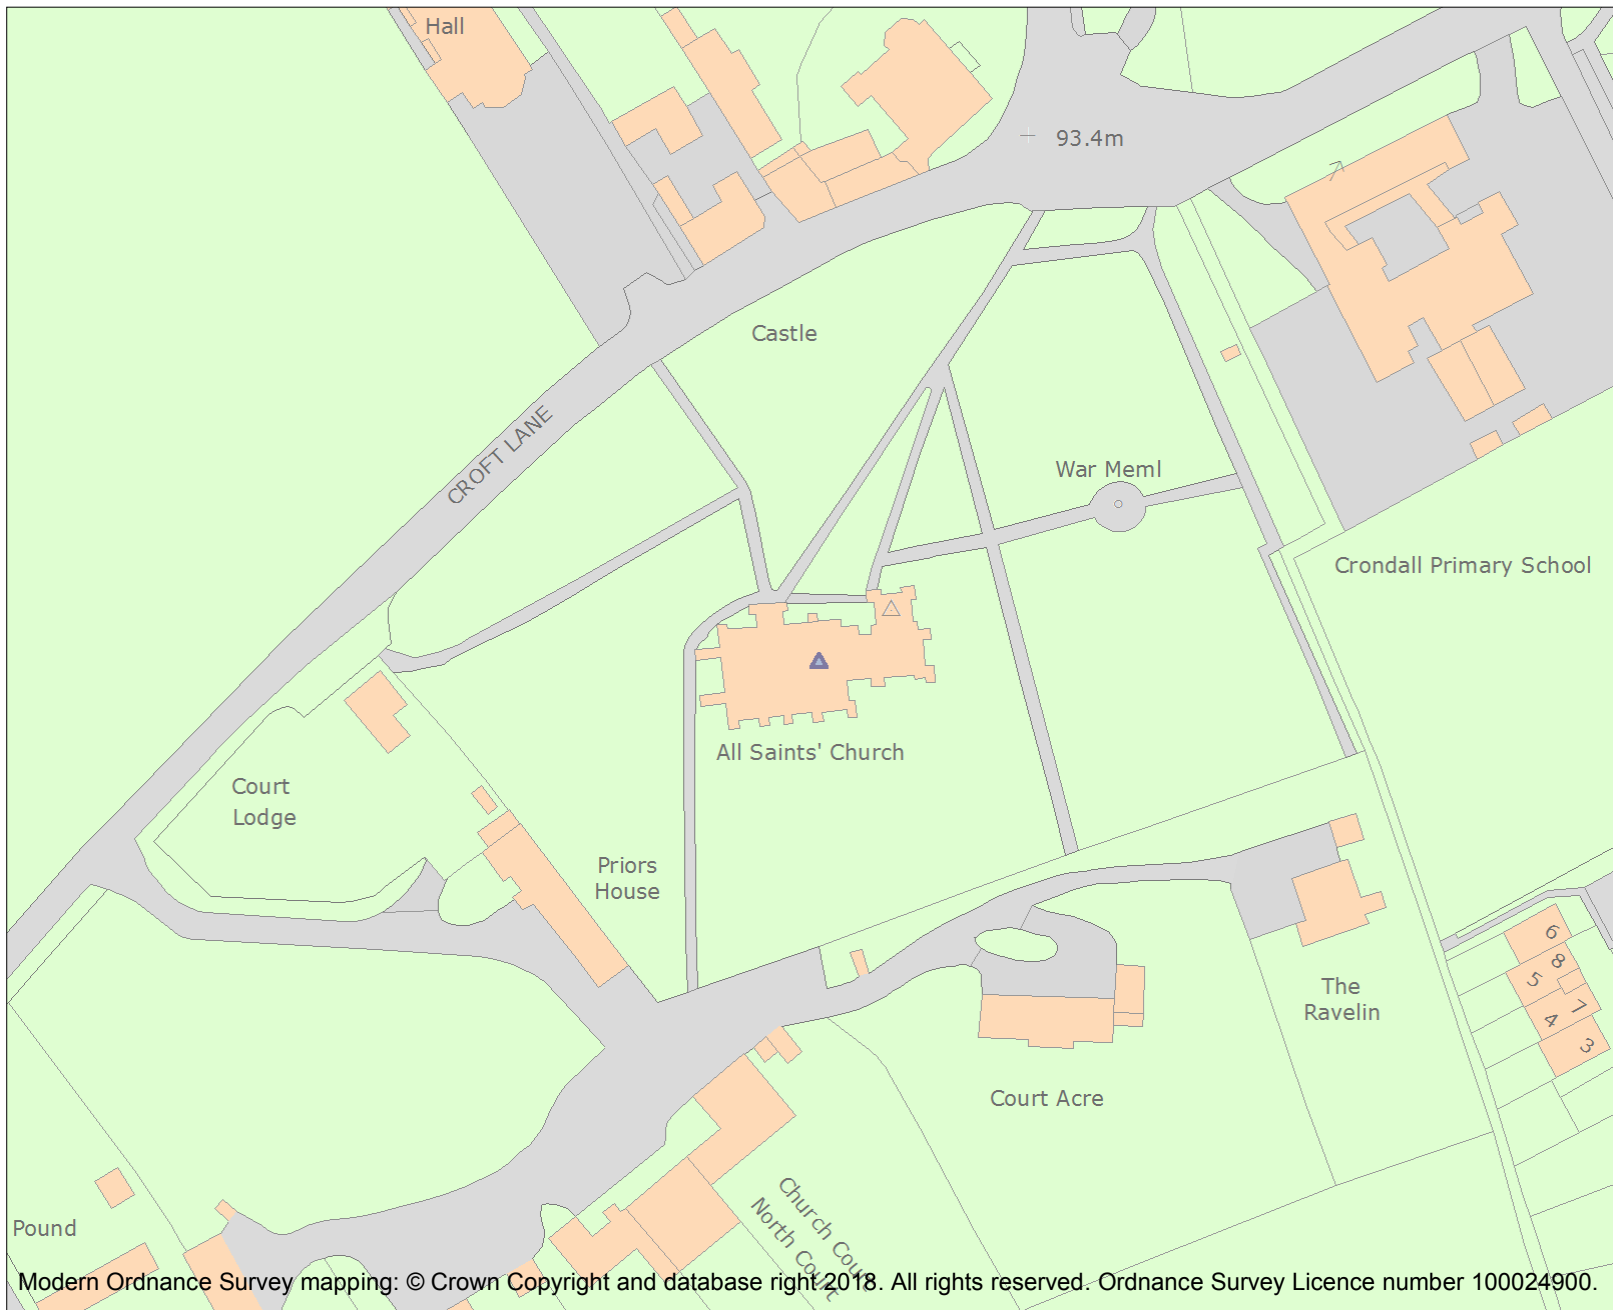 Hall
93.4m
Castle
CROFT LANE
War Meml
Crondall Primary School
All Saints' Church
Court
Lodge
Priors
House
The
Ravelin
6
8
5
7
4
3
Court Acre
Church Court
North Court
Pound
Modern Ordnance Survey mapping: © Crown Copyright and database right 2018. All rights reserved. Ordnance Survey Licence number 100024900.